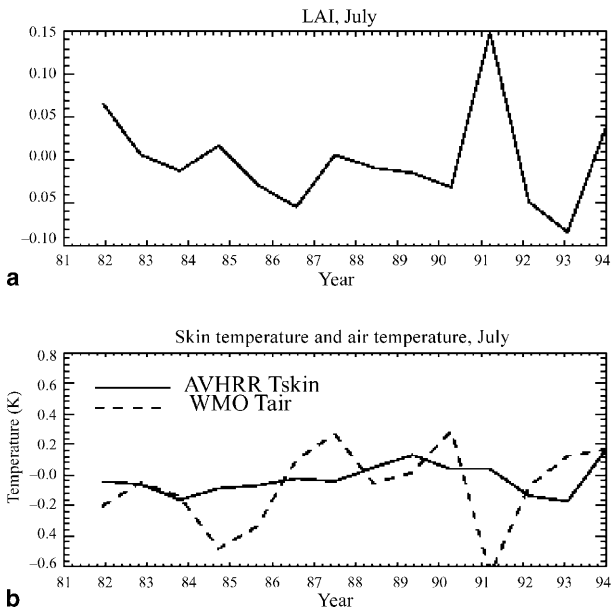 LAI, July
0.15
0.10
0.05
0.00
0.05
–0.10
81 82 83 84 85 86 87 88 89 90 91 92 93 94
Year
a
Skin temperature and air temperature, July
0.8
0.6
0.4
0.2
–0.0
–0.2
0.4
–0.6
Temperature (K)
AVHRR Tskin
WMO Tair
81 82 83 84 85 86 87 88 89 90 91 92 93 94
Year
b